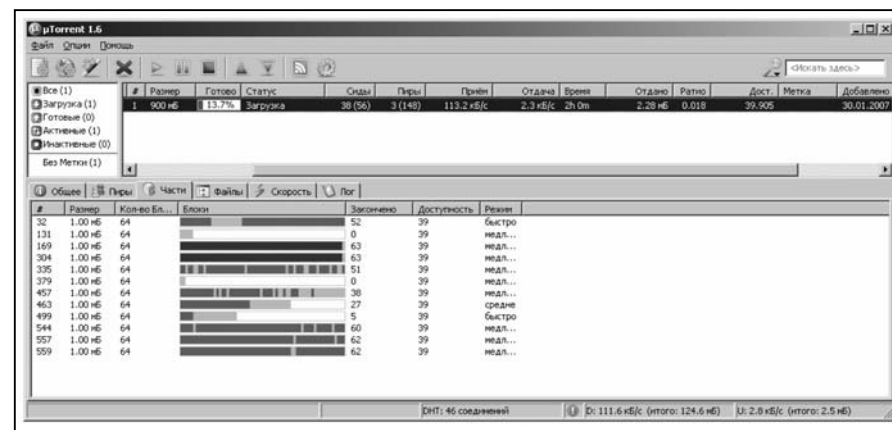 µTorrent 1.6
Файл Опции Помощь
<Искать здесь>
Все (1)
Загрузка (1)
Готовые (0)
Активные (1)
Инактивные (0)
Без Метки (1)
# Размер Готово Статус Сиды Пиры Приём Отдача Время Отдано Ратио Дост. Метка Добавлено
1 900 мБ 13.7% Загрузка 38 (56) 3 (148) 113.2 кБ/с 2.3 кБ/с 2h 0m 2.28 мБ 0.018 39.905 30.01.2007
Общее Пиры Части Файлы Скорость Лог
# Размер Кол-во Бл... Блоки Закончено Доступность Режим
32 1.00 мБ 64 52 39 быстро
131 1.00 мБ 64 0 39 медл...
169 1.00 мБ 64 63 39 медл...
304 1.00 мБ 64 63 39 медл...
335 1.00 мБ 64 51 39 медл...
379 1.00 мБ 64 0 39 медл...
457 1.00 мБ 64 38 39 медл...
463 1.00 мБ 64 27 39 средне
499 1.00 мБ 64 5 39 быстро
544 1.00 мБ 64 60 39 медл...
557 1.00 мБ 64 62 39 медл...
559 1.00 мБ 64 62 39 медл...
DHT: 46 соединений D: 111.6 кБ/с (итого: 124.6 мБ) U: 2.8 кБ/с (итого: 2.5 мБ)